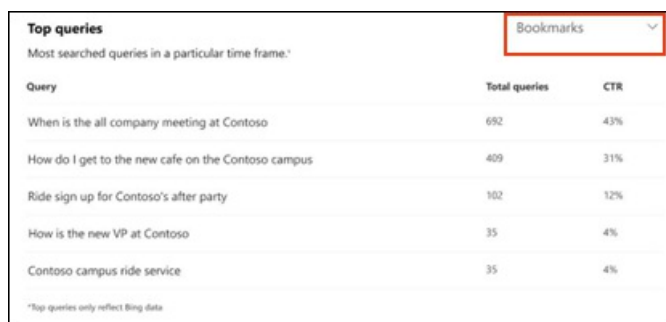 Top queries
Bookmarks
Most searched queries in a particular time frame.*
Query Total queries CTR
When is the all company meeting at Contoso 692 43%
How do I get to the new cafe on the Contoso campus 409 31%
Ride sign up for Contoso's after party 102 12%
How is the new VP at Contoso 35 4%
Contoso campus ride service 35 4%
*Top queries only reflect Bing data